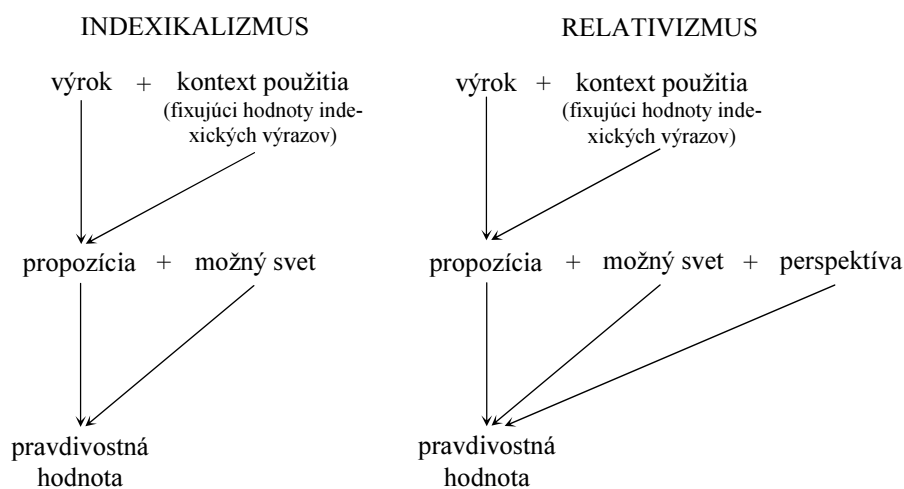 INDEXIKALIZMUS
výrok + kontext použitia
(fixujúci hodnoty inde-
xických výrazov)
propozícia + možný svet
pravdivostná
hodnota
RELATIVIZMUS
výrok + kontext použitia
(fixujúci hodnoty inde-
xických výrazov)
propozícia + možný svet + perspektíva
pravdivostná
hodnota